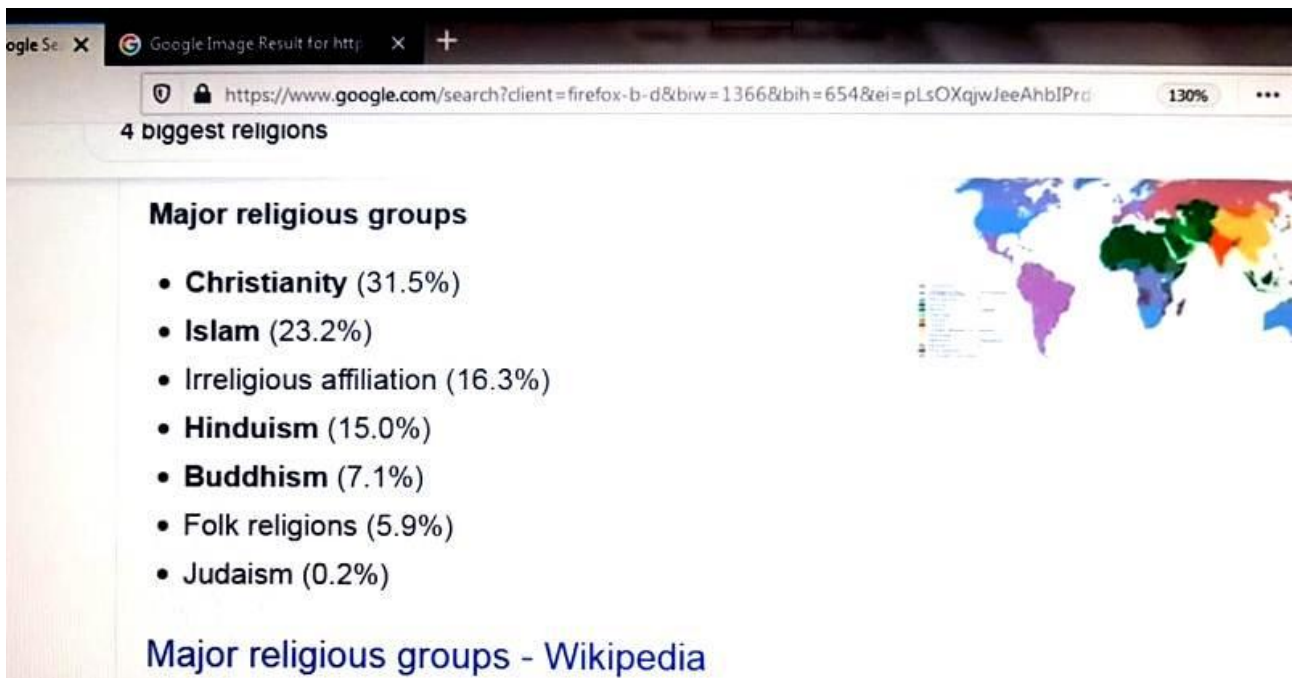 ogle Se
Google Image Result for http
https://www.google.com/search?client=firefox-b-d&biw=1366&bih=654&ei=pLsOXqjwJeeAhbIPrd
130%
4 biggest religions
Major religious groups
• Christianity (31.5%)
• Islam (23.2%)
• Irreligious affiliation (16.3%)
• Hinduism (15.0%)
• Buddhism (7.1%)
• Folk religions (5.9%)
• Judaism (0.2%)
Major religious groups - Wikipedia